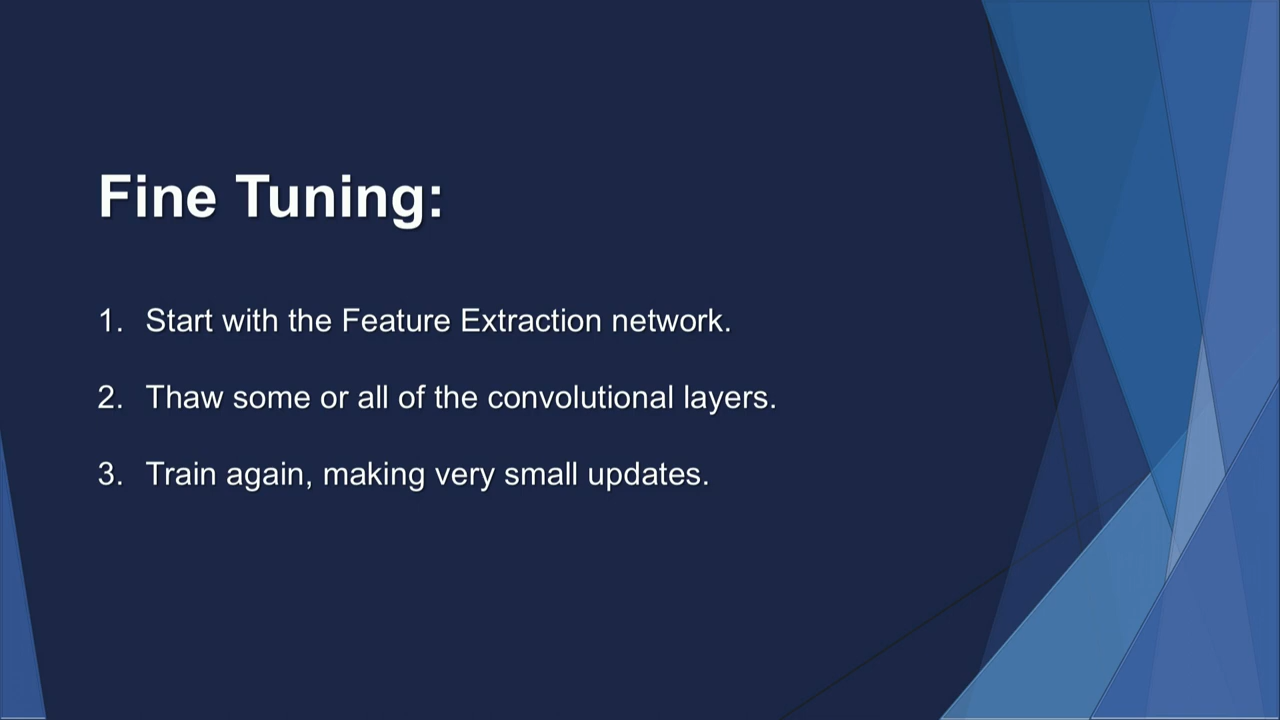 Fine Tuning:
1. Start with the Feature Extraction network.
2. Thaw some or all of the convolutional layers.
3. Train again, making very small updates.